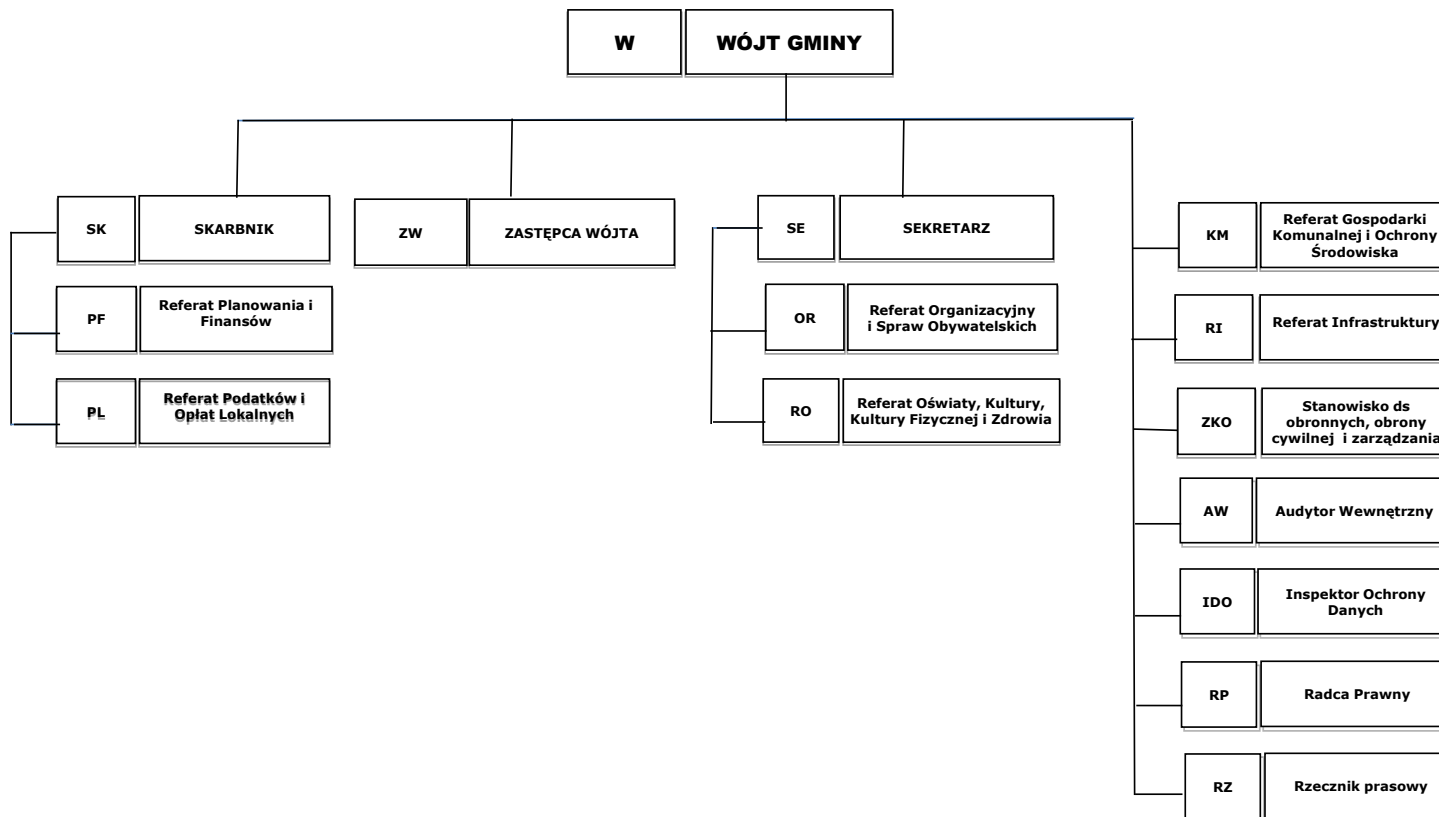 W WÓJT GMINY
SK SKARBNIK
PF Referat Planowania i
Finansów
PL Referat Podatków i
Opłat Lokalnych
ZW ZASTĘPCA WÓJTA
SE SEKRETARZ
OR Referat Organizacyjny
i Spraw Obywatelskich
RO Referat Oświaty, Kultury,
Kultury Fizycznej i Zdrowia
KM Referat Gospodarki
Komunalnej i Ochrony
Środowiska
RI Referat Infrastruktury
ZKO Stanowisko ds
obronnych, obrony
cywilnej i zarządzania
AW Audytor Wewnętrzny
IDO Inspektor Ochrony
Danych
RP Radca Prawny
RZ Rzecznik prasowy